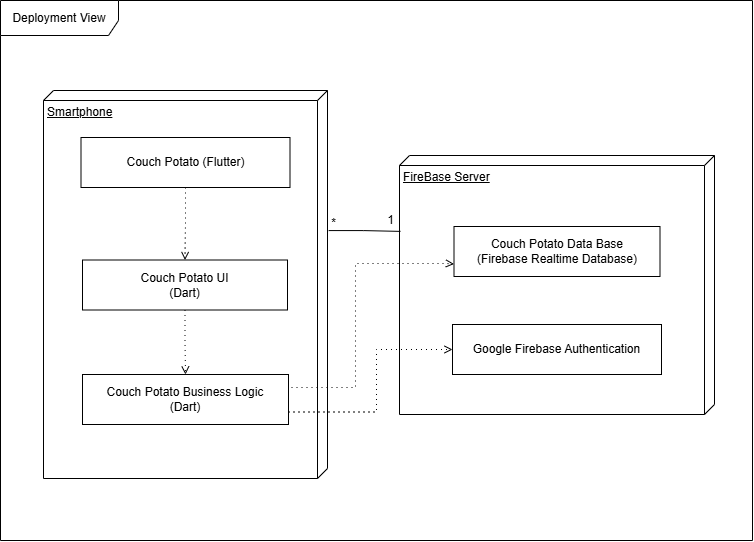 Deployment View
Smartphone
Couch Potato (Flutter)
Couch Potato UI
(Dart)
Couch Potato Business Logic
(Dart)
*
1
FireBase Server
Couch Potato Data Base
(Firebase Realtime Database)
Google Firebase Authentication